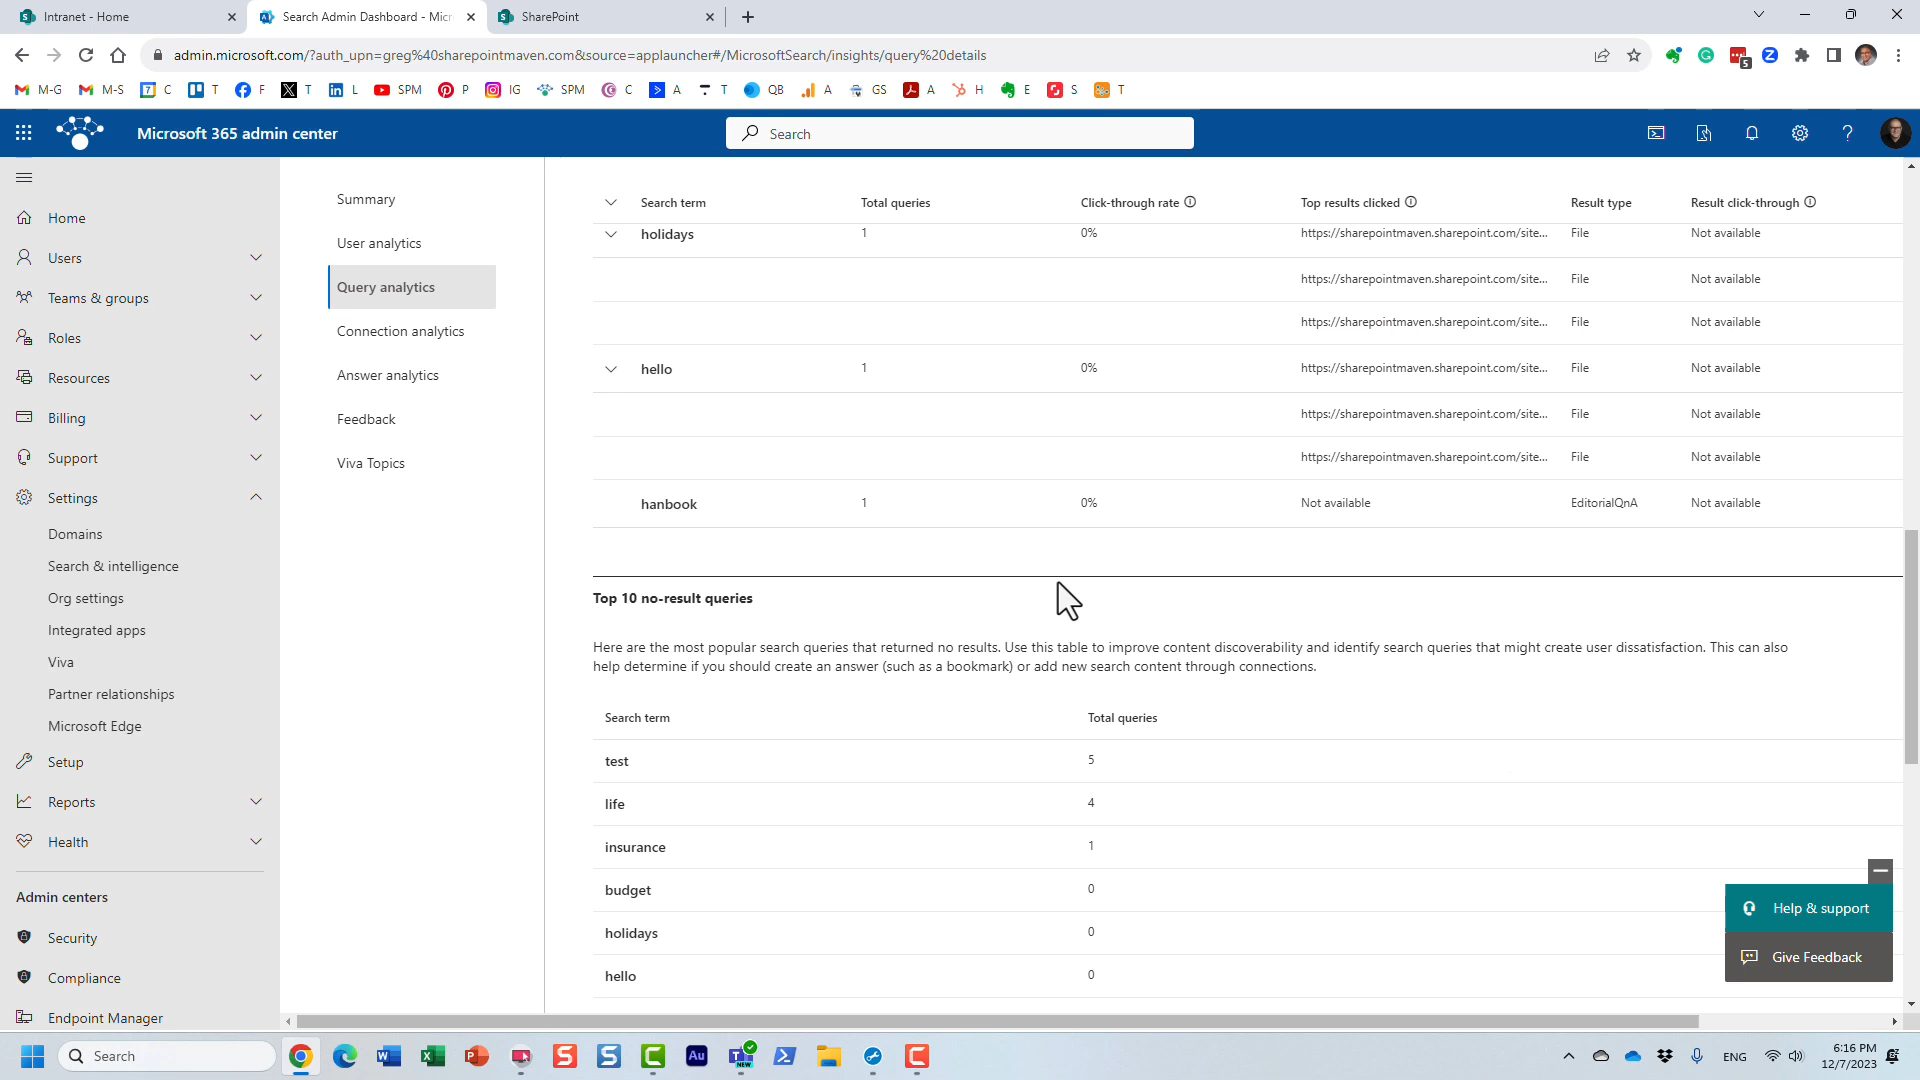 Intranet - Home
Search Admin Dashboard - Micr
SharePoint
admin.microsoft.com/?auth_upn=greg%40sharepointmaven.com&source=applauncher#/MicrosoftSearch/insights/query%20details
5
M-G M-S 7 C T F T L SPM P IG SPM C A T QB A GS A H E S T
Microsoft 365 admin center
Search
Home
Users
Teams & groups
Roles
Resources
Billing
Support
Settings
Domains
Search & intelligence
Org settings
Integrated apps
Viva
Partner relationships
Microsoft Edge
Setup
Reports
Health
Admin centers
Security
Compliance
Endpoint Manager
Summary
User analytics
Query analytics
Connection analytics
Answer analytics
Feedback
Viva Topics
Search term Total queries Click-through rate Top results clicked Result type Result click-through
holidays 1 0% https://sharepointmaven.sharepoint.com/site... File Not available
https://sharepointmaven.sharepoint.com/site... File Not available
https://sharepointmaven.sharepoint.com/site... File Not available
hello 1 0% https://sharepointmaven.sharepoint.com/site... File Not available
https://sharepointmaven.sharepoint.com/site... File Not available
https://sharepointmaven.sharepoint.com/site... File Not available
hanbook 1 0% Not available EditorialQnA Not available
Top 10 no-result queries
Here are the most popular search queries that returned no results. Use this table to improve content discoverability and identify search queries that might create user dissatisfaction. This can also
help determine if you should create an answer (such as a bookmark) or add new search content through connections.
Search term Total queries
test 5
life 4
insurance 1
budget 0
holidays 0
hello 0
Help & support
Give Feedback
Search
Au
NEW
ENG
6:16 PM
12/7/2023